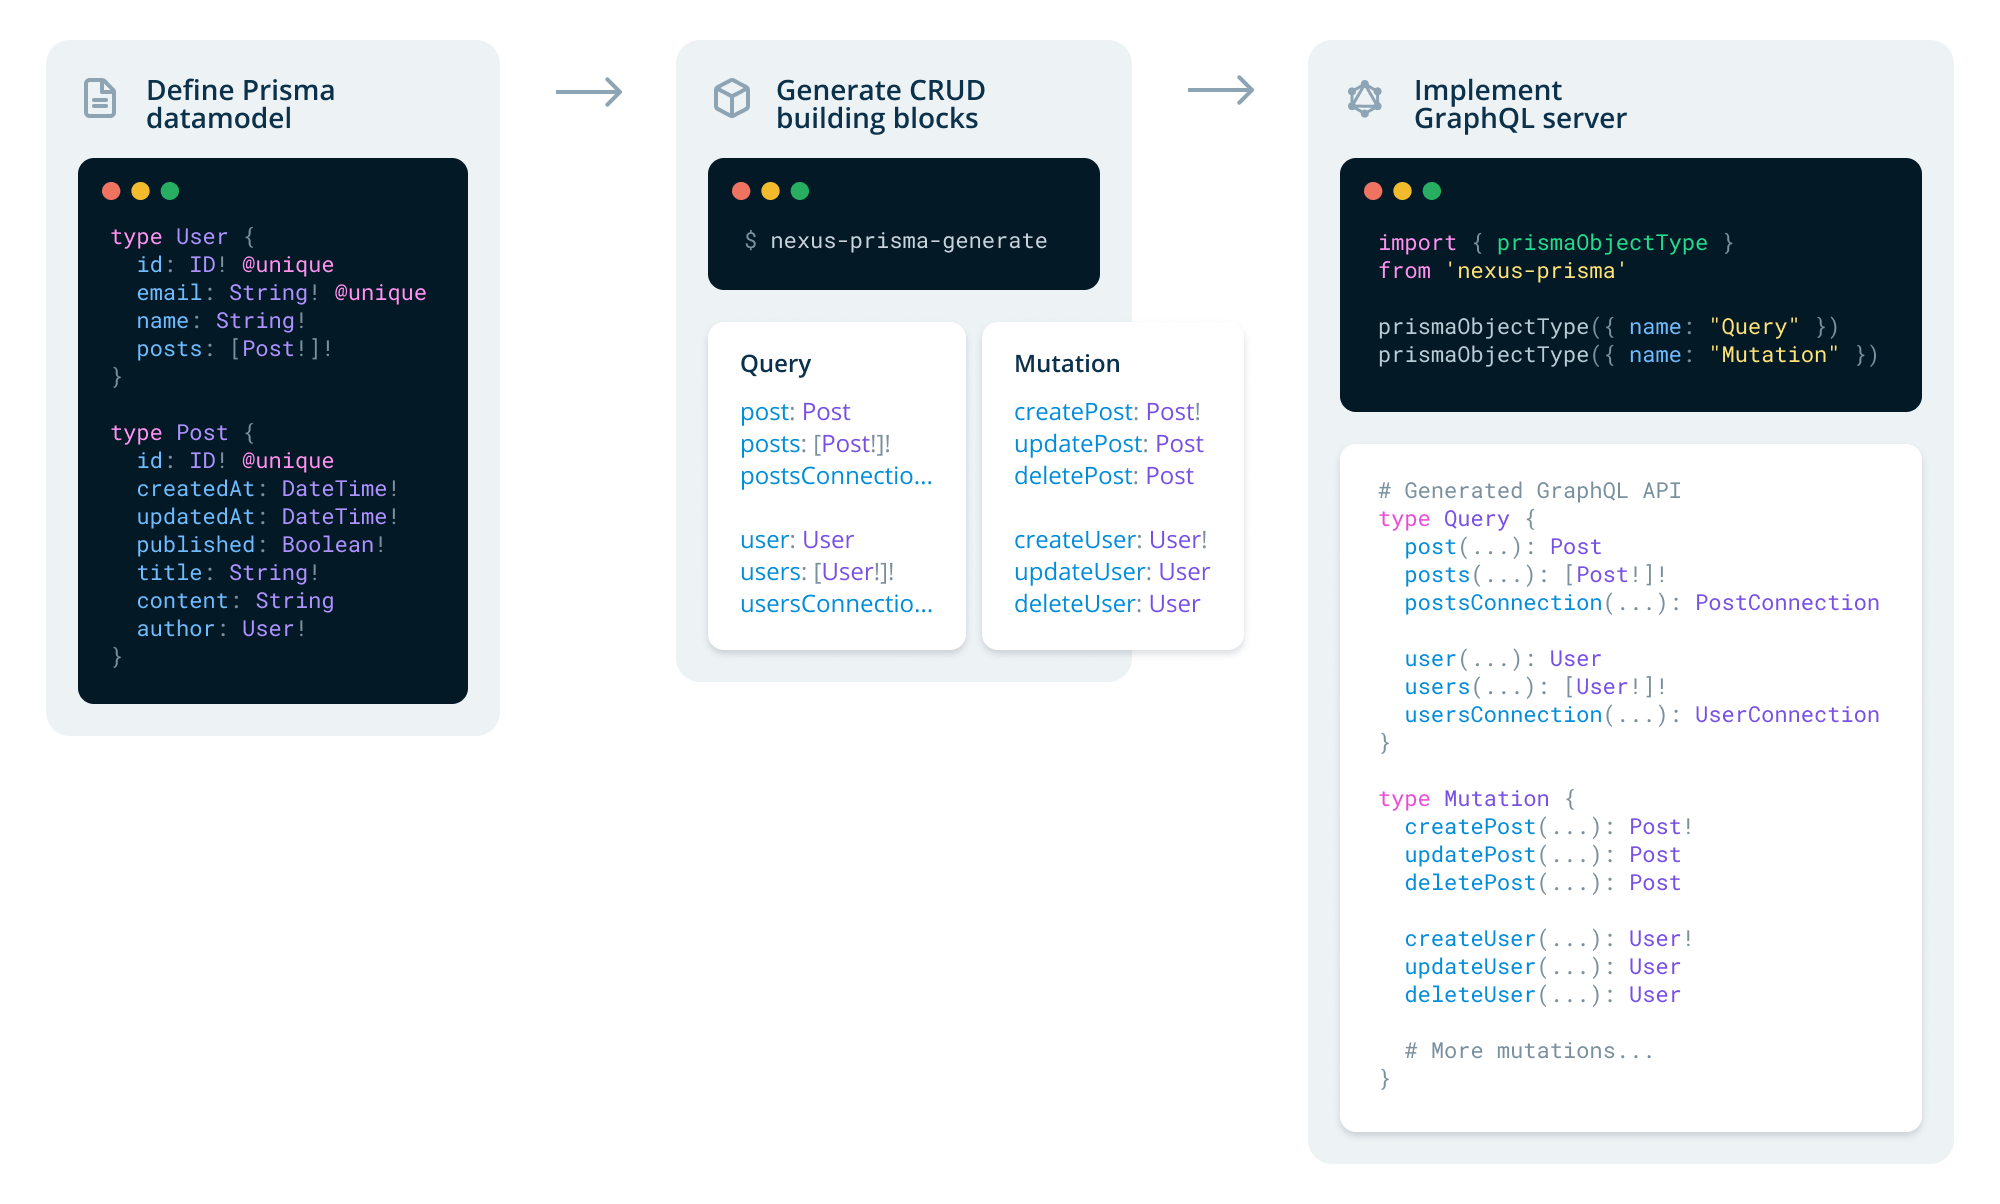 Define Prisma
datamodel
type User {
  id: ID! @unique
  email: String! @unique
  name: String!
  posts: [Post!]!
}
type Post {
  id: ID! @unique
  createdAt: DateTime!
  updatedAt: DateTime!
  published: Boolean!
  title: String!
  content: String
  author: User!
}
Generate CRUD
building blocks
$ nexus-prisma-generate
Query
post: Post
posts: [Post!]!
postsConnectio...
user: User
users: [User!]!
usersConnectio...
Mutation
createPost: Post!
updatePost: Post
deletePost: Post
createUser: User!
updateUser: User
deleteUser: User
Implement
GraphQL server
import { prismaObjectType }
from 'nexus-prisma'
prismaObjectType({ name: "Query" })
prismaObjectType({ name: "Mutation" })
# Generated GraphQL API
type Query {
  post(...): Post
  posts(...): [Post!]!
  postsConnection(...): PostConnection
  user(...): User
  users(...): [User!]!
  usersConnection(...): UserConnection
}
type Mutation {
  createPost(...): Post!
  updatePost(...): Post
  deletePost(...): Post
  createUser(...): User!
  updateUser(...): User
  deleteUser(...): User
  # More mutations...
}